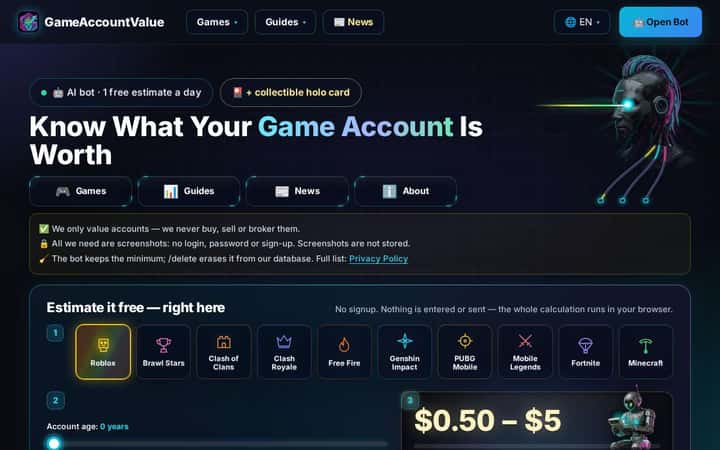 GameAccountValue
Games
Guides
News
EN
Open Bot
AI bot · 1 free estimate a day
+ collectible holo card
Know What Your Game Account Is
Worth
Games
Guides
News
About
We only value accounts — we never buy, sell or broker them.
All we need are screenshots: no login, password or sign-up. Screenshots are not stored.
The bot keeps the minimum; /delete erases it from our database. Full list: Privacy Policy
Estimate it free — right here
No signup. Nothing is entered or sent — the whole calculation runs in your browser.
1
Roblox
Brawl Stars
Clash of
Clans
Clash
Royale
Free Fire
Genshin
Impact
PUBG
Mobile
Mobile
Legends
Fortnite
Minecraft
2
Account age: 0 years
3
$0.50 – $5